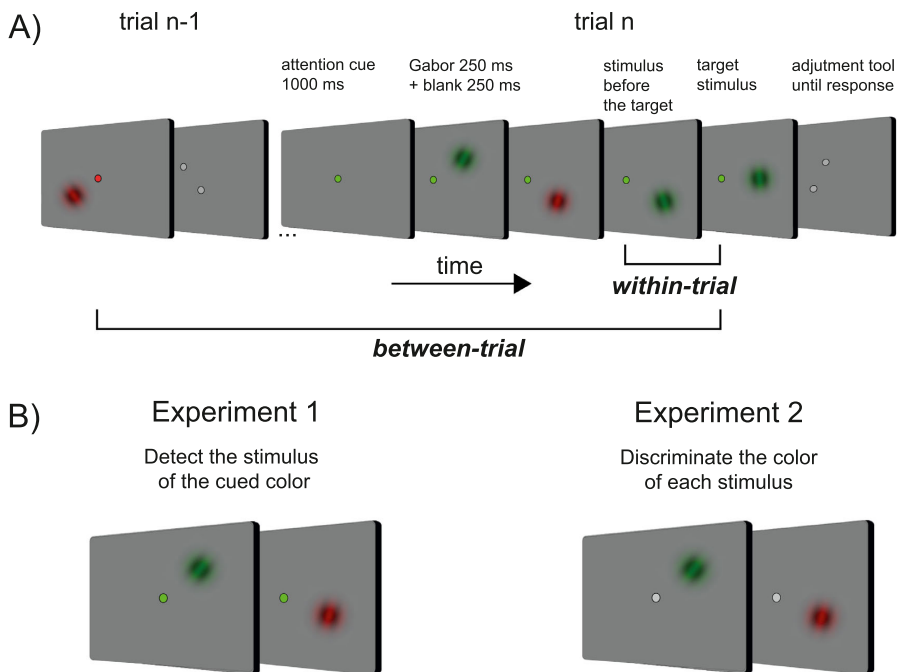 A)
trial n-1
trial n
attention cue
1000 ms
Gabor 250 ms
+ blank 250 ms
stimulus
before
the target
target
stimulus
adjutment tool
until response
...
time
within-trial
between-trial
B)
Experiment 1
Detect the stimulus
of the cued color
Experiment 2
Discriminate the color
of each stimulus